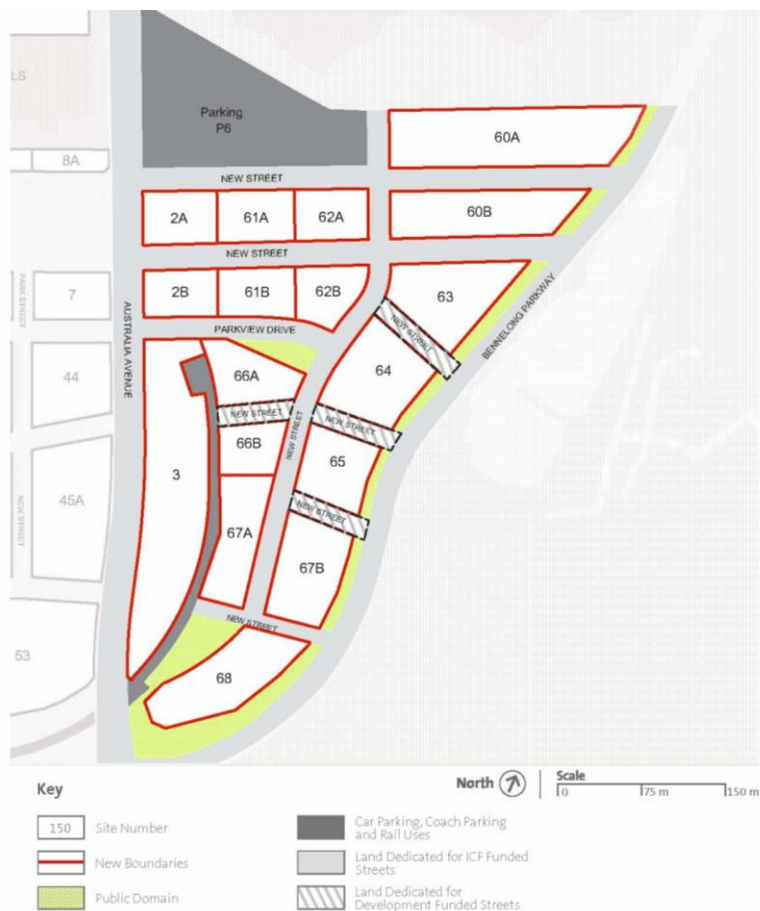 LS
Parking
P6
60A
8A
NEW STREET
2A
61A
62A
60B
NEW STREET
7
PARK STREET
2B
61B
62B
63
AUSTRALIA AVENUE
PARKVIEW DRIVE
NEW STREET
BENNELONG PARKWAY
44
66A
64
NEW STREET
NEW STREET
NEW STREET
66B
65
3
45A
NEW STREET
67A
NEW STREET
67B
NEW STREET
53
68
North
Scale
0
75 m
150 m
Key
150
Site Number
New Boundaries
Public Domain
Car Parking, Coach Parking
and Rail Uses
Land Dedicated for ICF Funded
Streets
Land Dedicated for
Development Funded Streets